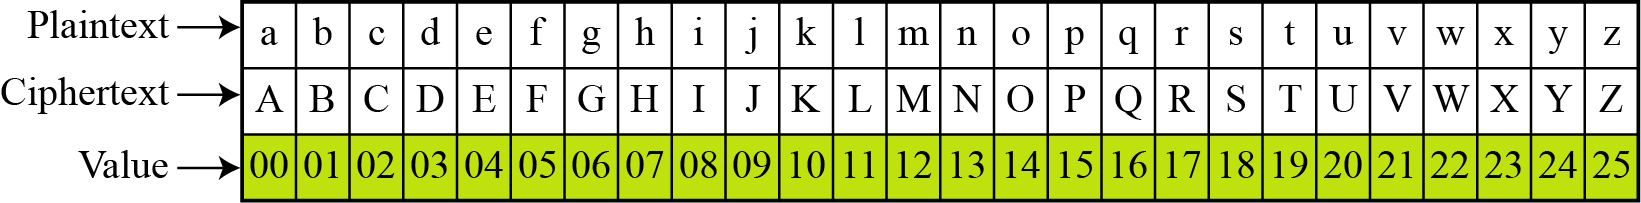 Plaintext a b c d e f g h i j k l m n o p q r s t u v w x y z
Ciphertext A B C D E F G H I J K L M N O P Q R S T U V W X Y Z
Value 00 01 02 03 04 05 06 07 08 09 10 11 12 13 14 15 16 17 18 19 20 21 22 23 24 25